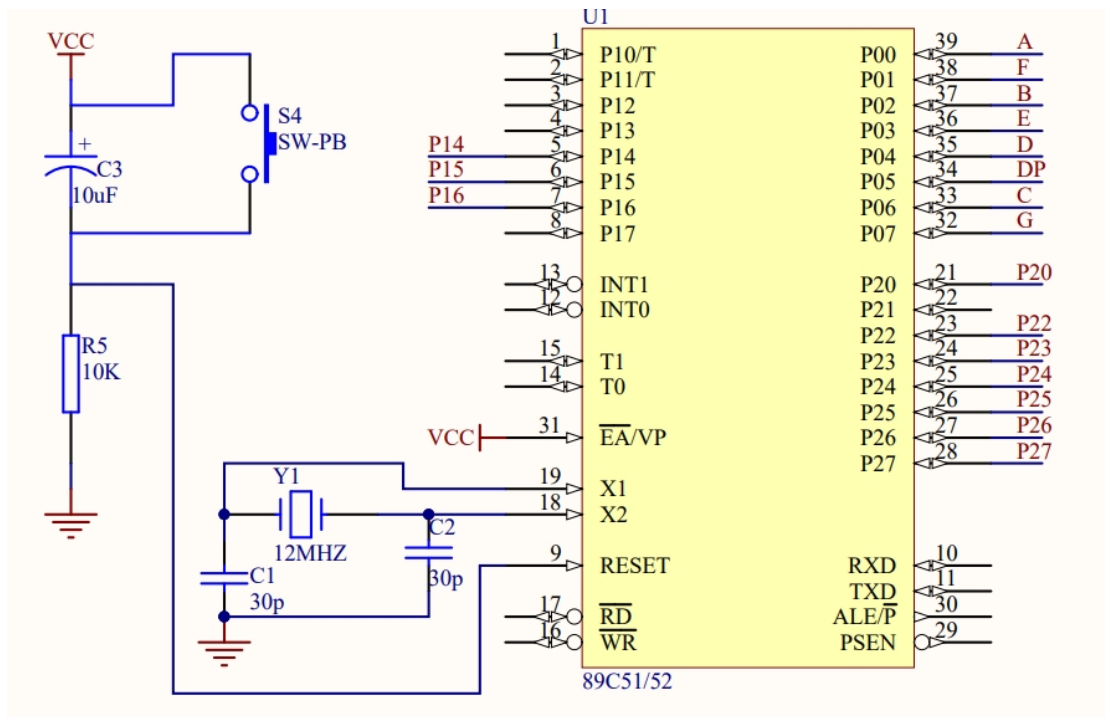 U1
VCC
1 P10/T P00 39 A
2 P11/T P01 38 F
3 P12 P02 37 B
4 P13 P03 36 E
P14 5 P14 P04 35 D
P15 6 P15 P05 34 DP
P16 7 P16 P06 33 C
8 P17 P07 32 G
S4
SW-PB
+
C3
10uF
13 INT1 P20 21 P20
12 INT0 P21 22
P22 23 P22
15 T1 P23 24 P23
14 T0 P24 25 P24
P25 26 P25
VCC 31 EA/VP P26 27 P26
P27 28 P27
R5
10K
19 X1
18 X2
Y1
12MHZ
C2
30p
C1
30p
9 RESET RXD 10
TXD 11
17 RD ALE/P 30
16 WR PSEN 29
89C51/52